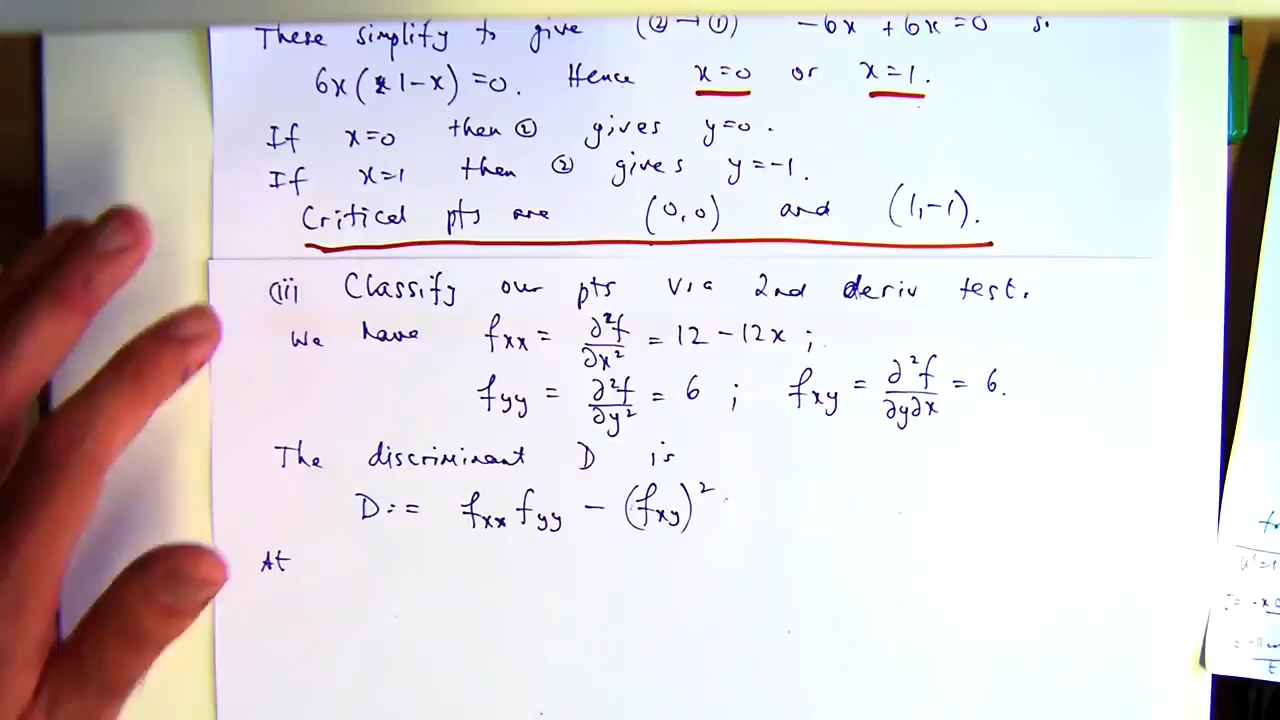 These simplify to give (② → ①) -6x + 6x = 0 so
6x(1-x) = 0. Hence x=0 or x=1.
If x=0 then ② gives y=0.
If x=1 then ② gives y=-1.
Critical pts are (0,0) and (1,-1).
(ii) Classify our pts via 2nd deriv test.
We have fxx = ∂²f/∂x² = 12 - 12x ;
fyy = ∂²f/∂y² = 6 ; fxy = ∂²f/∂y∂x = 6.
The discriminant D is
D := fxx fyy - (fxy)²
At
u'=1